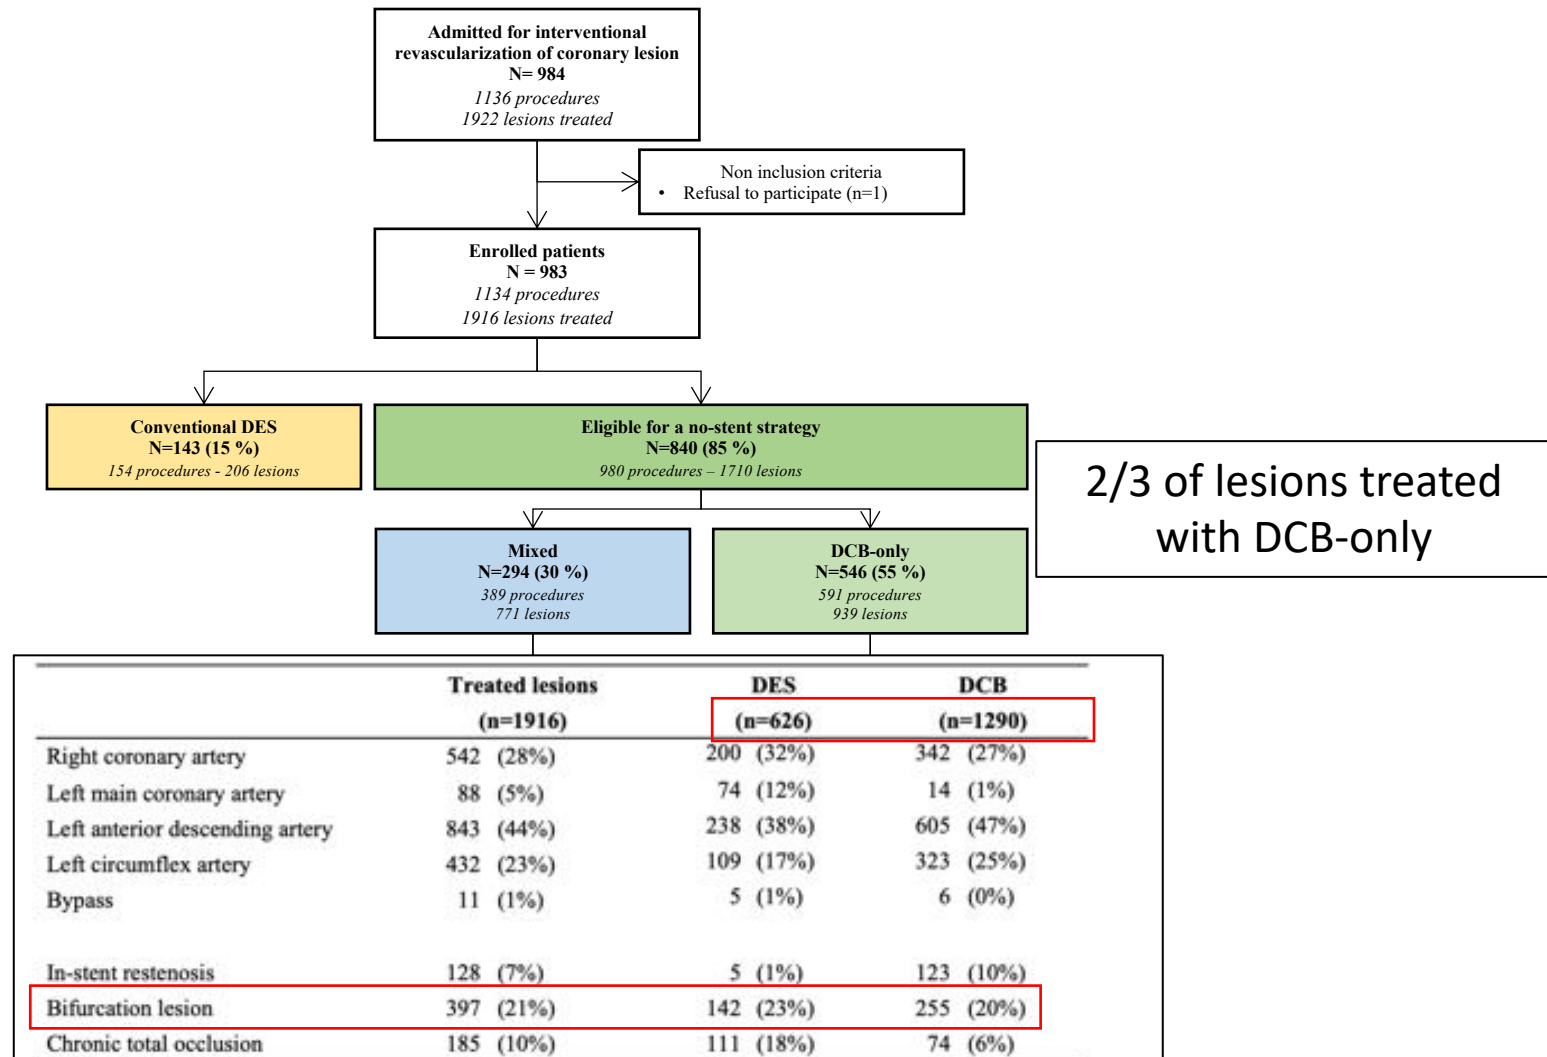 Admitted for interventional
revascularization of coronary lesion
N= 984
1136 procedures
1922 lesions treated
Non inclusion criteria
• Refusal to participate (n=1)
Enrolled patients
N = 983
1134 procedures
1916 lesions treated
Conventional DES
N=143 (15 %)
154 procedures - 206 lesions
Eligible for a no-stent strategy
N=840 (85 %)
980 procedures – 1710 lesions
2/3 of lesions treated
with DCB-only
Mixed
N=294 (30 %)
389 procedures
771 lesions
DCB-only
N=546 (55 %)
591 procedures
939 lesions
Treated lesions DES DCB
(n=1916) (n=626) (n=1290)
Right coronary artery 542 (28%) 200 (32%) 342 (27%)
Left main coronary artery 88 (5%) 74 (12%) 14 (1%)
Left anterior descending artery 843 (44%) 238 (38%) 605 (47%)
Left circumflex artery 432 (23%) 109 (17%) 323 (25%)
Bypass 11 (1%) 5 (1%) 6 (0%)
In-stent restenosis 128 (7%) 5 (1%) 123 (10%)
Bifurcation lesion 397 (21%) 142 (23%) 255 (20%)
Chronic total occlusion 185 (10%) 111 (18%) 74 (6%)